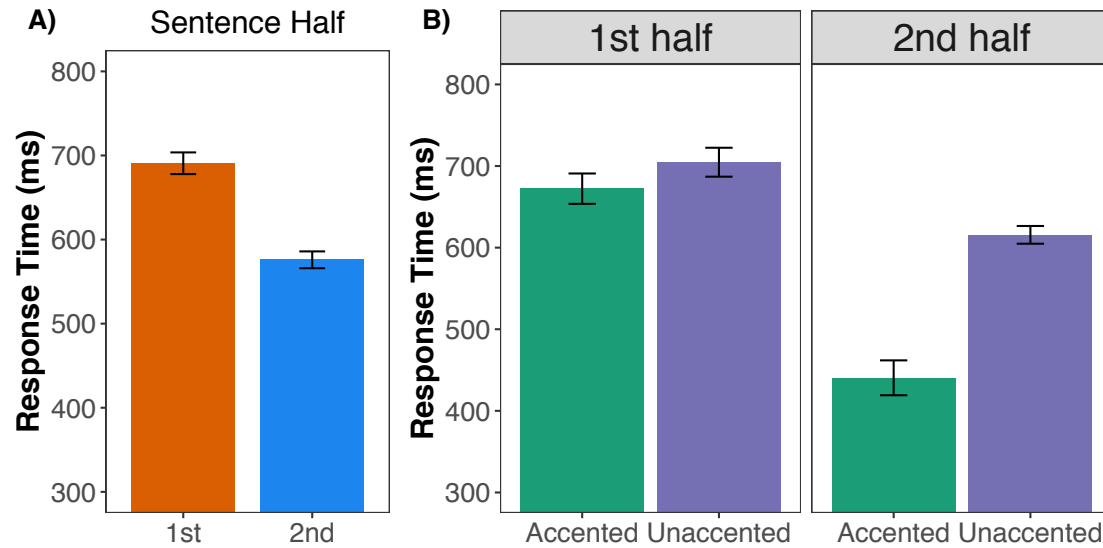 A)
Sentence Half
Response Time (ms)
800
700
600
500
400
300
1st 2nd
B)
1st half 2nd half
Response Time (ms)
800
700
600
500
400
300
Accented Unaccented Accented Unaccented